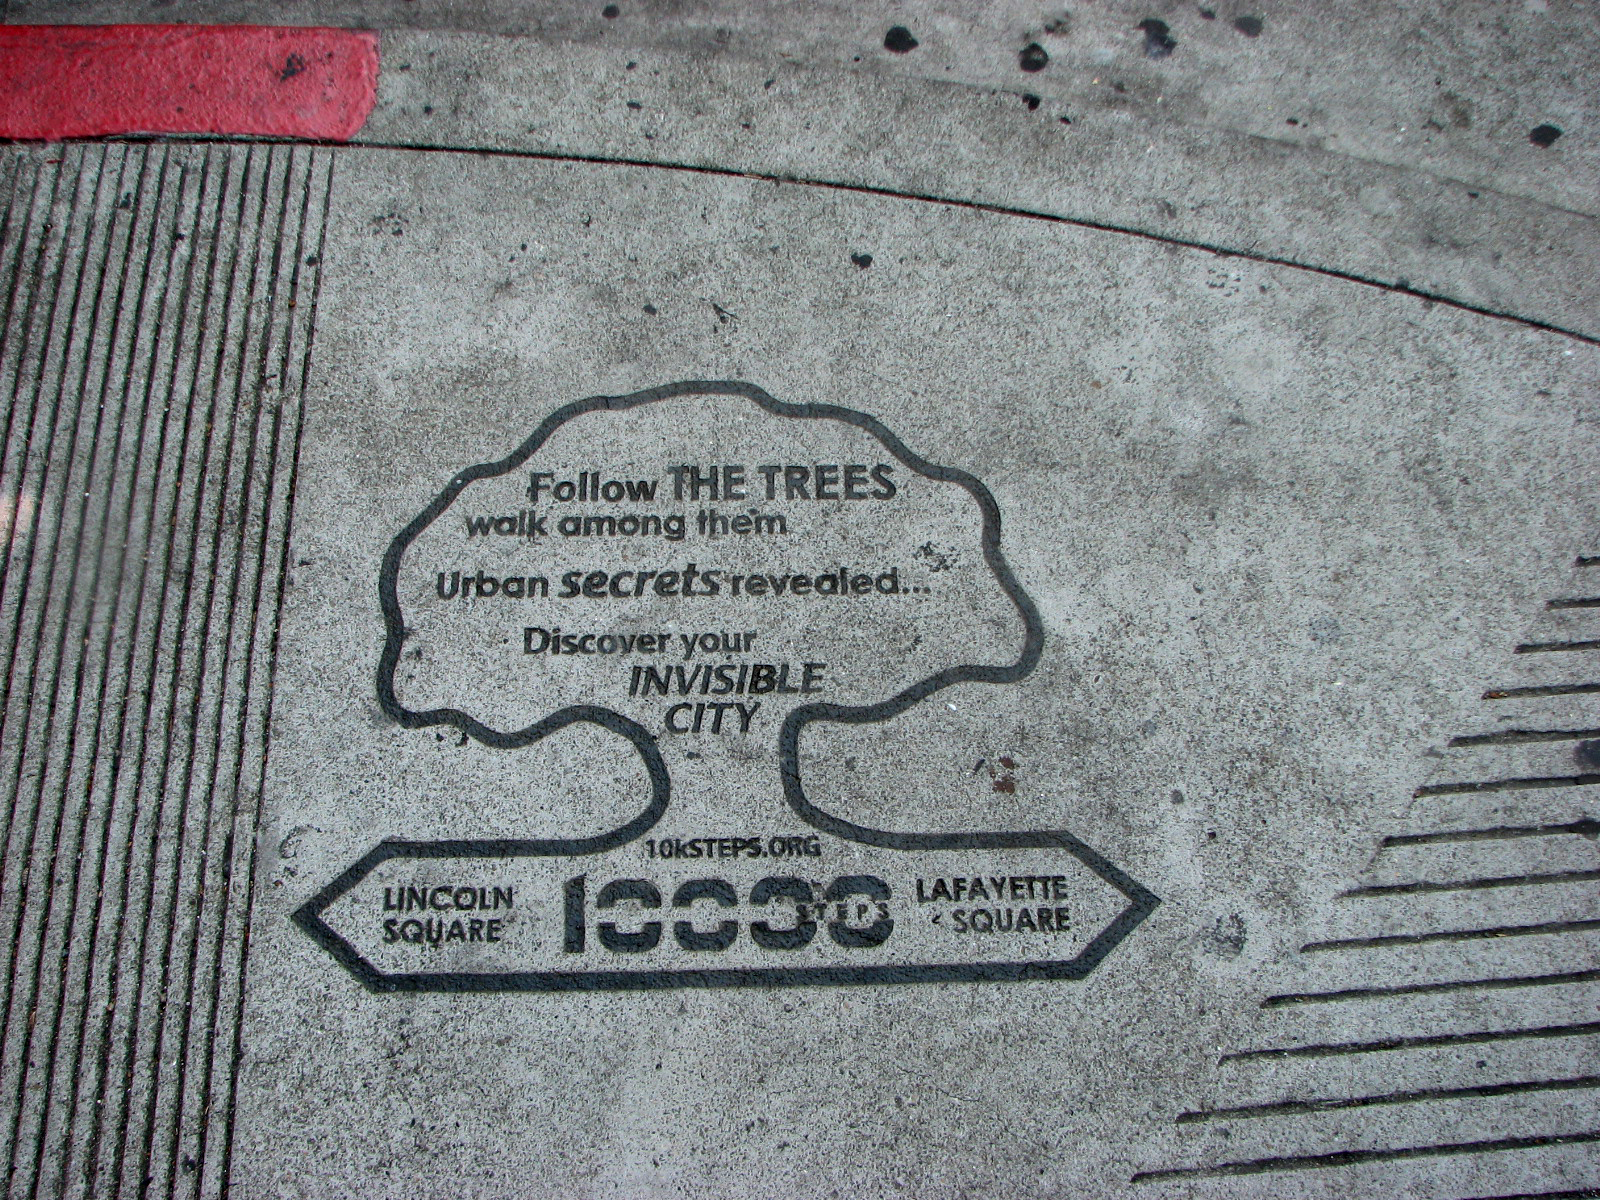 Follow THE TREES
walk among them
Urban secrets revealed...
Discover your
INVISIBLE
CITY
10kSTEPS.ORG
LINCOLN
SQUARE
10000
STEPS
LAFAYETTE
SQUARE